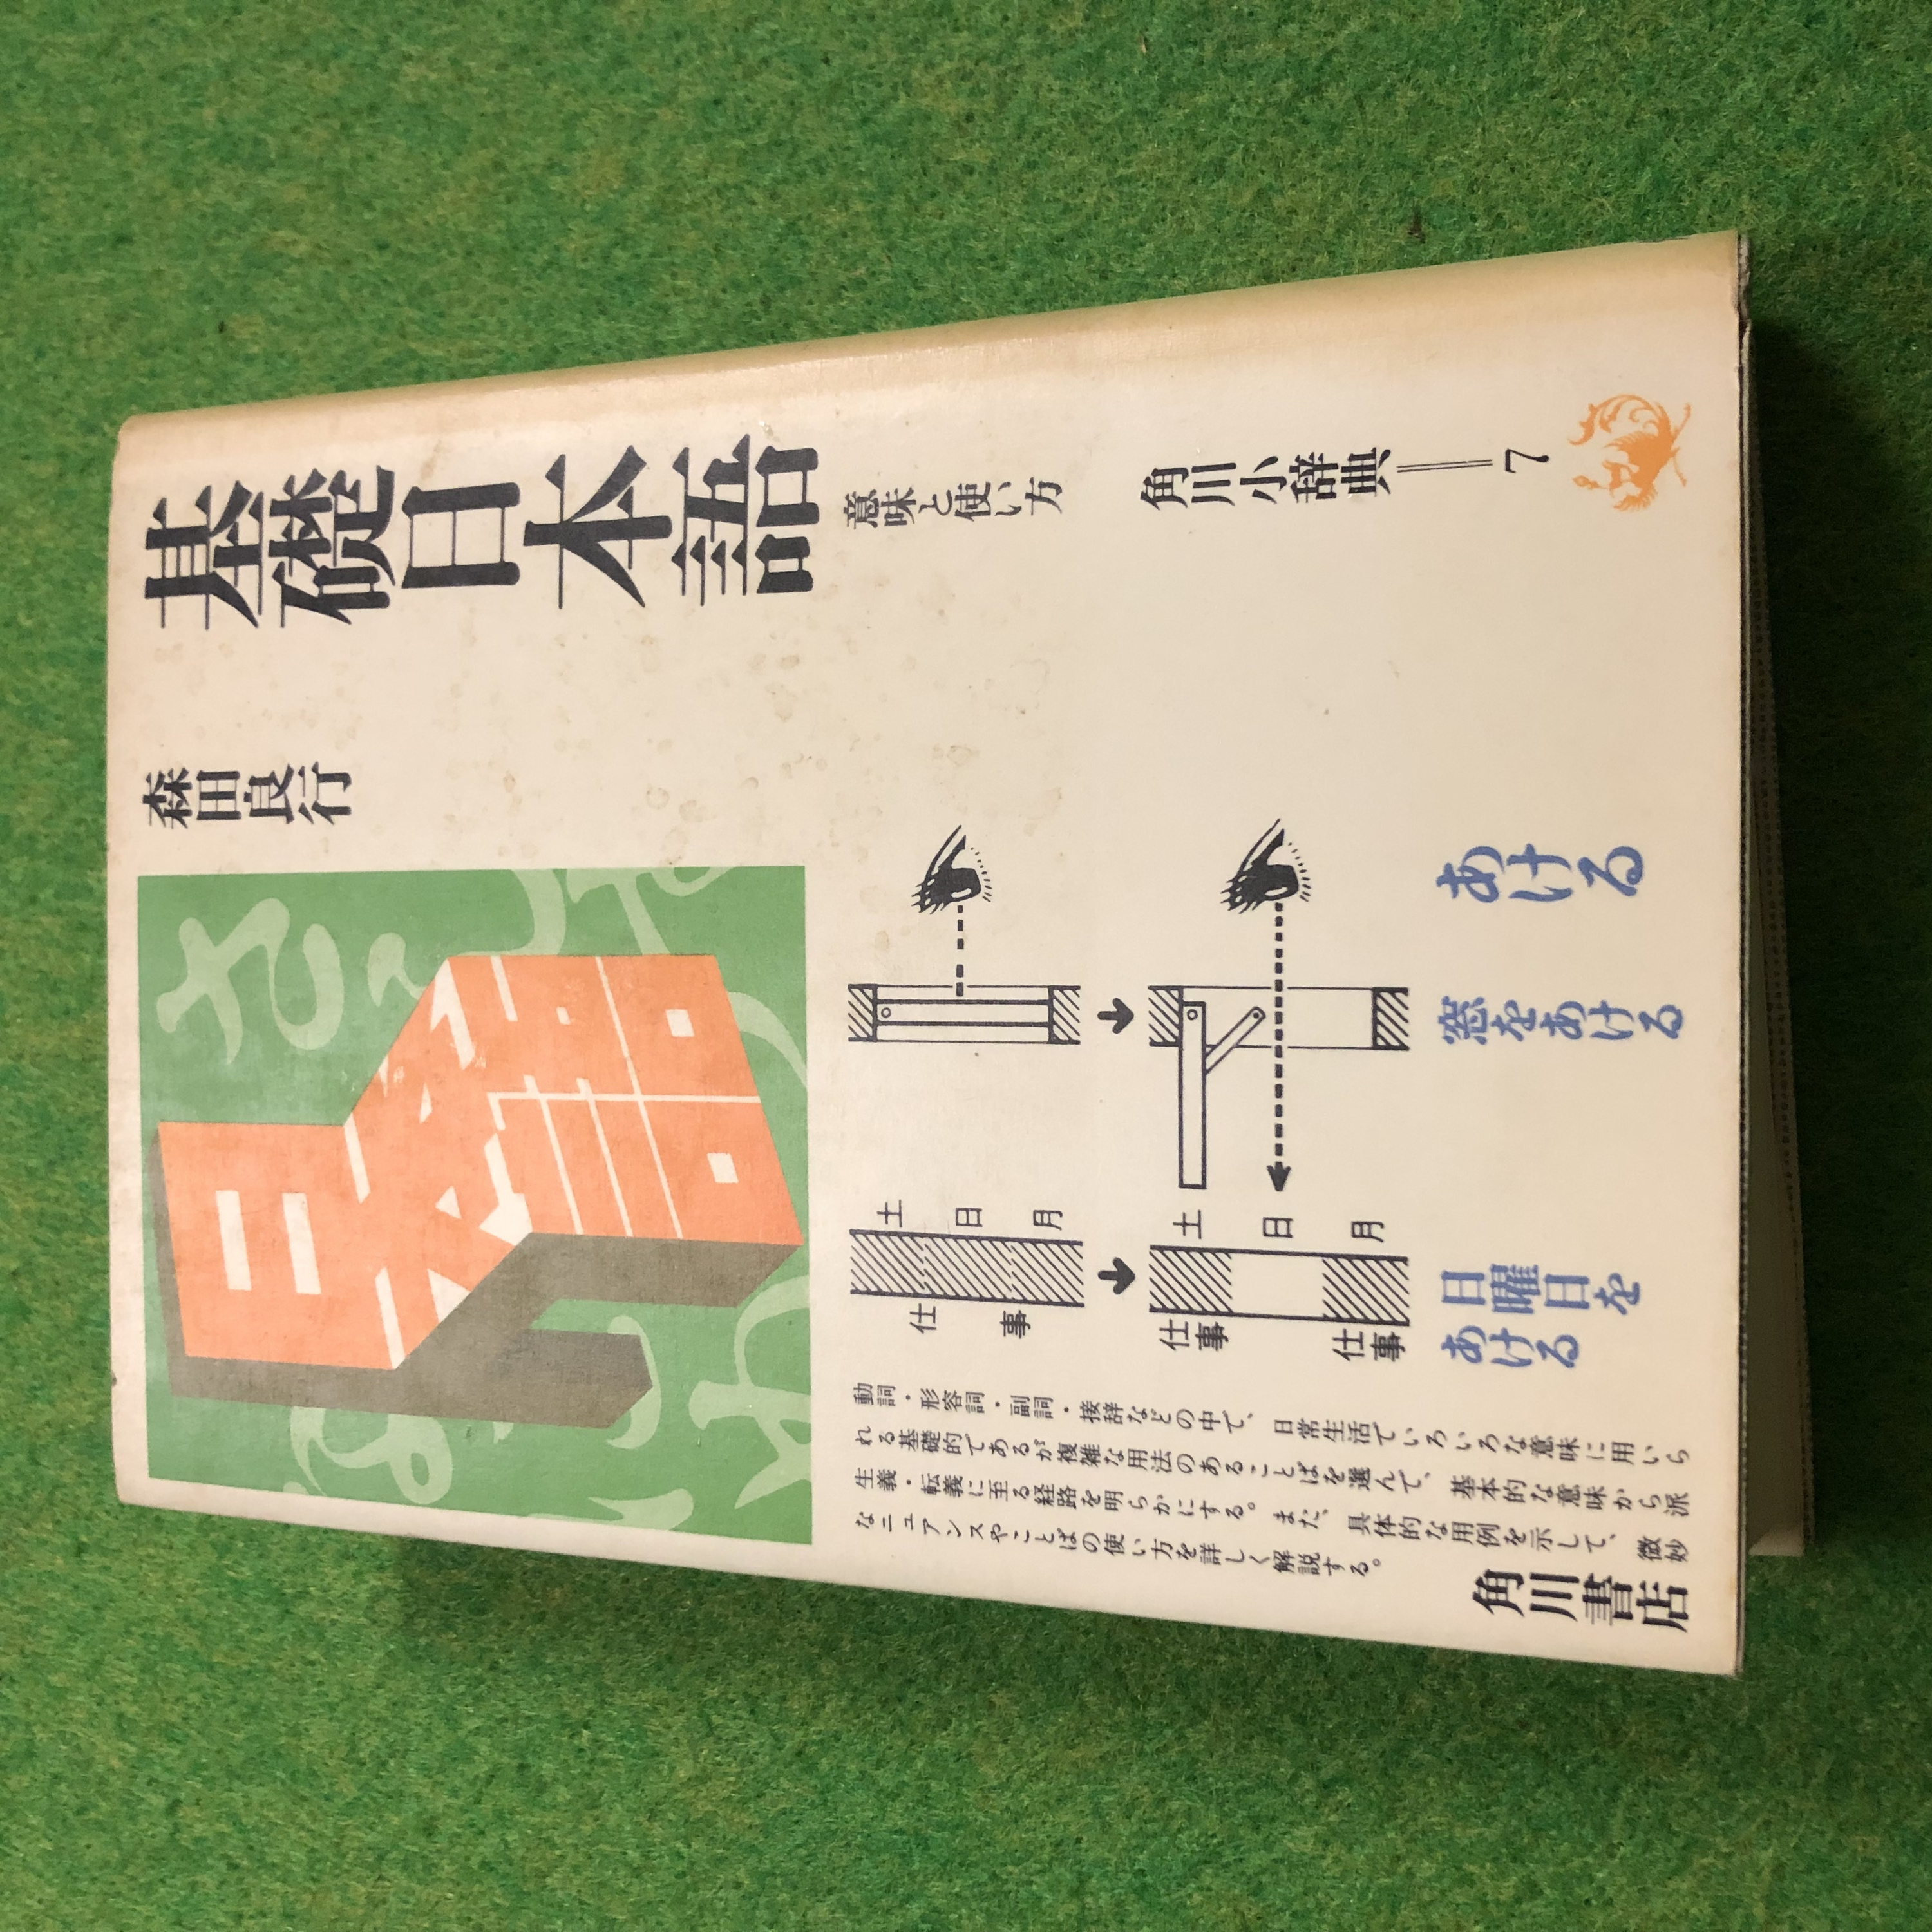 基礎日本語
意味と使い方
角川小辞典＝7
森田良行
日本語
あける
窓をあける
土
日
月
仕
事
土
日
月
仕事
仕事
日曜日を
あける
動詞・形容詞・副詞・接辞などの中で、日常生活でいろいろな意味に用いら
れる基礎的であるが複雑な用法のあることばを選んで、基本的な意味から派
生義・転義に至る経路を明らかにする。また、具体的な用例を示して、微妙
なニュアンスやことばの使い方を詳しく解説する。
角川書店